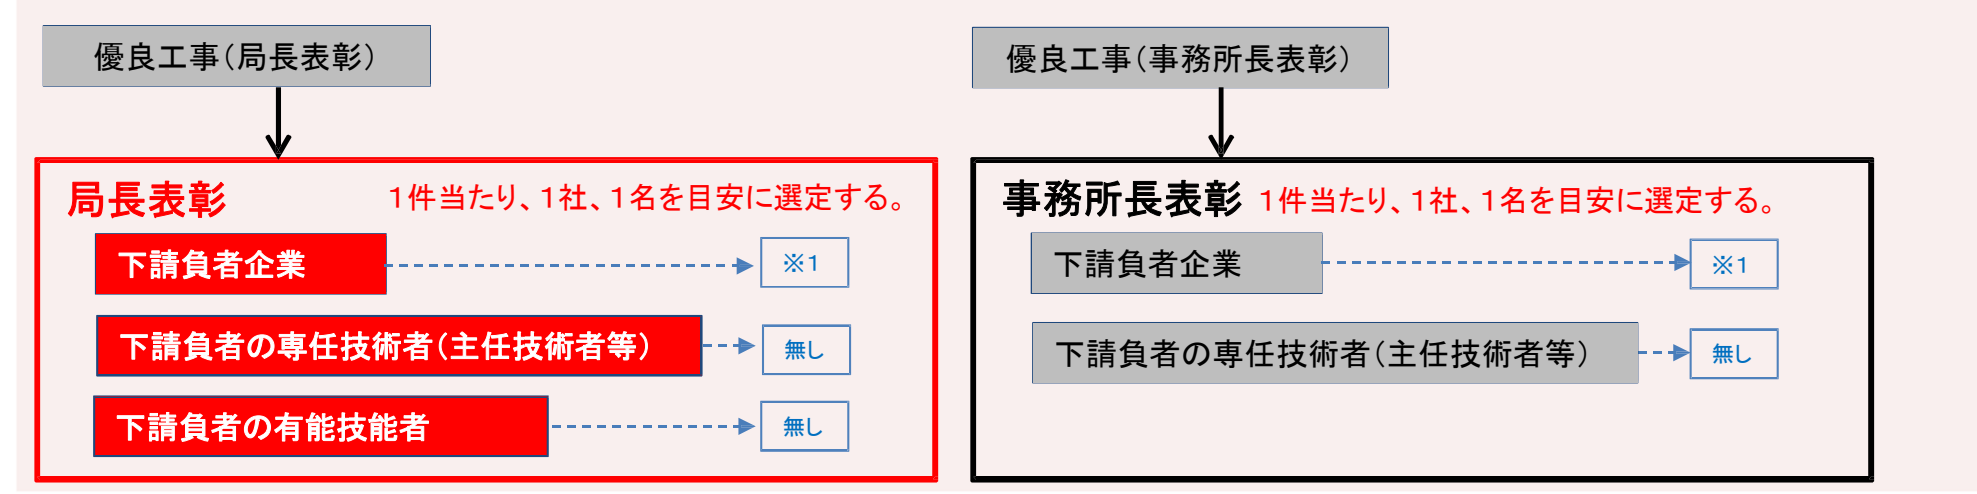 優良工事（局長表彰）
局長表彰
１件当たり、１社、１名を目安に選定する。
下請負者企業
※１
下請負者の専任技術者（主任技術者等）
無し
下請負者の有能技能者
無し
優良工事（事務所長表彰）
事務所長表彰
１件当たり、１社、１名を目安に選定する。
下請負者企業
※１
下請負者の専任技術者（主任技術者等）
無し